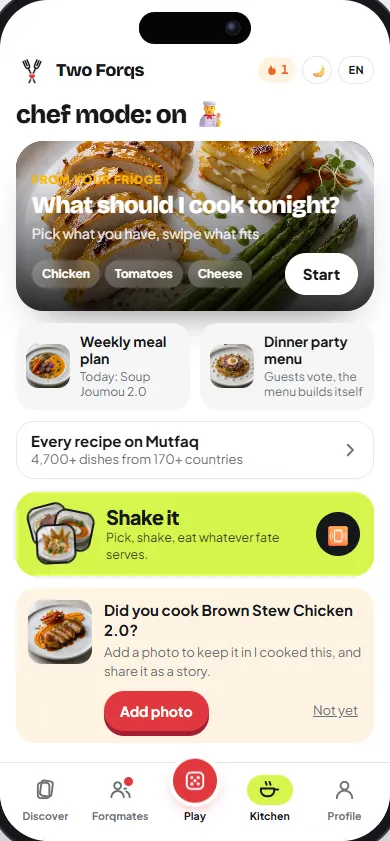 Two Forqs
1
EN
chef mode: on
FROM YOUR FRIDGE
What should I cook tonight?
Pick what you have, swipe what fits
Chicken
Tomatoes
Cheese
Start
Weekly meal
plan
Today: Soup
Joumou 2.0
Dinner party
menu
Guests vote, the
menu builds itself
Every recipe on Mutfaq
4,700+ dishes from 170+ countries
Shake it
Pick, shake, eat whatever fate
serves.
Did you cook Brown Stew Chicken
2.0?
Add a photo to keep it in I cooked this, and
share it as a story.
Add photo
Not yet
Discover
Forqmates
Play
Kitchen
Profile